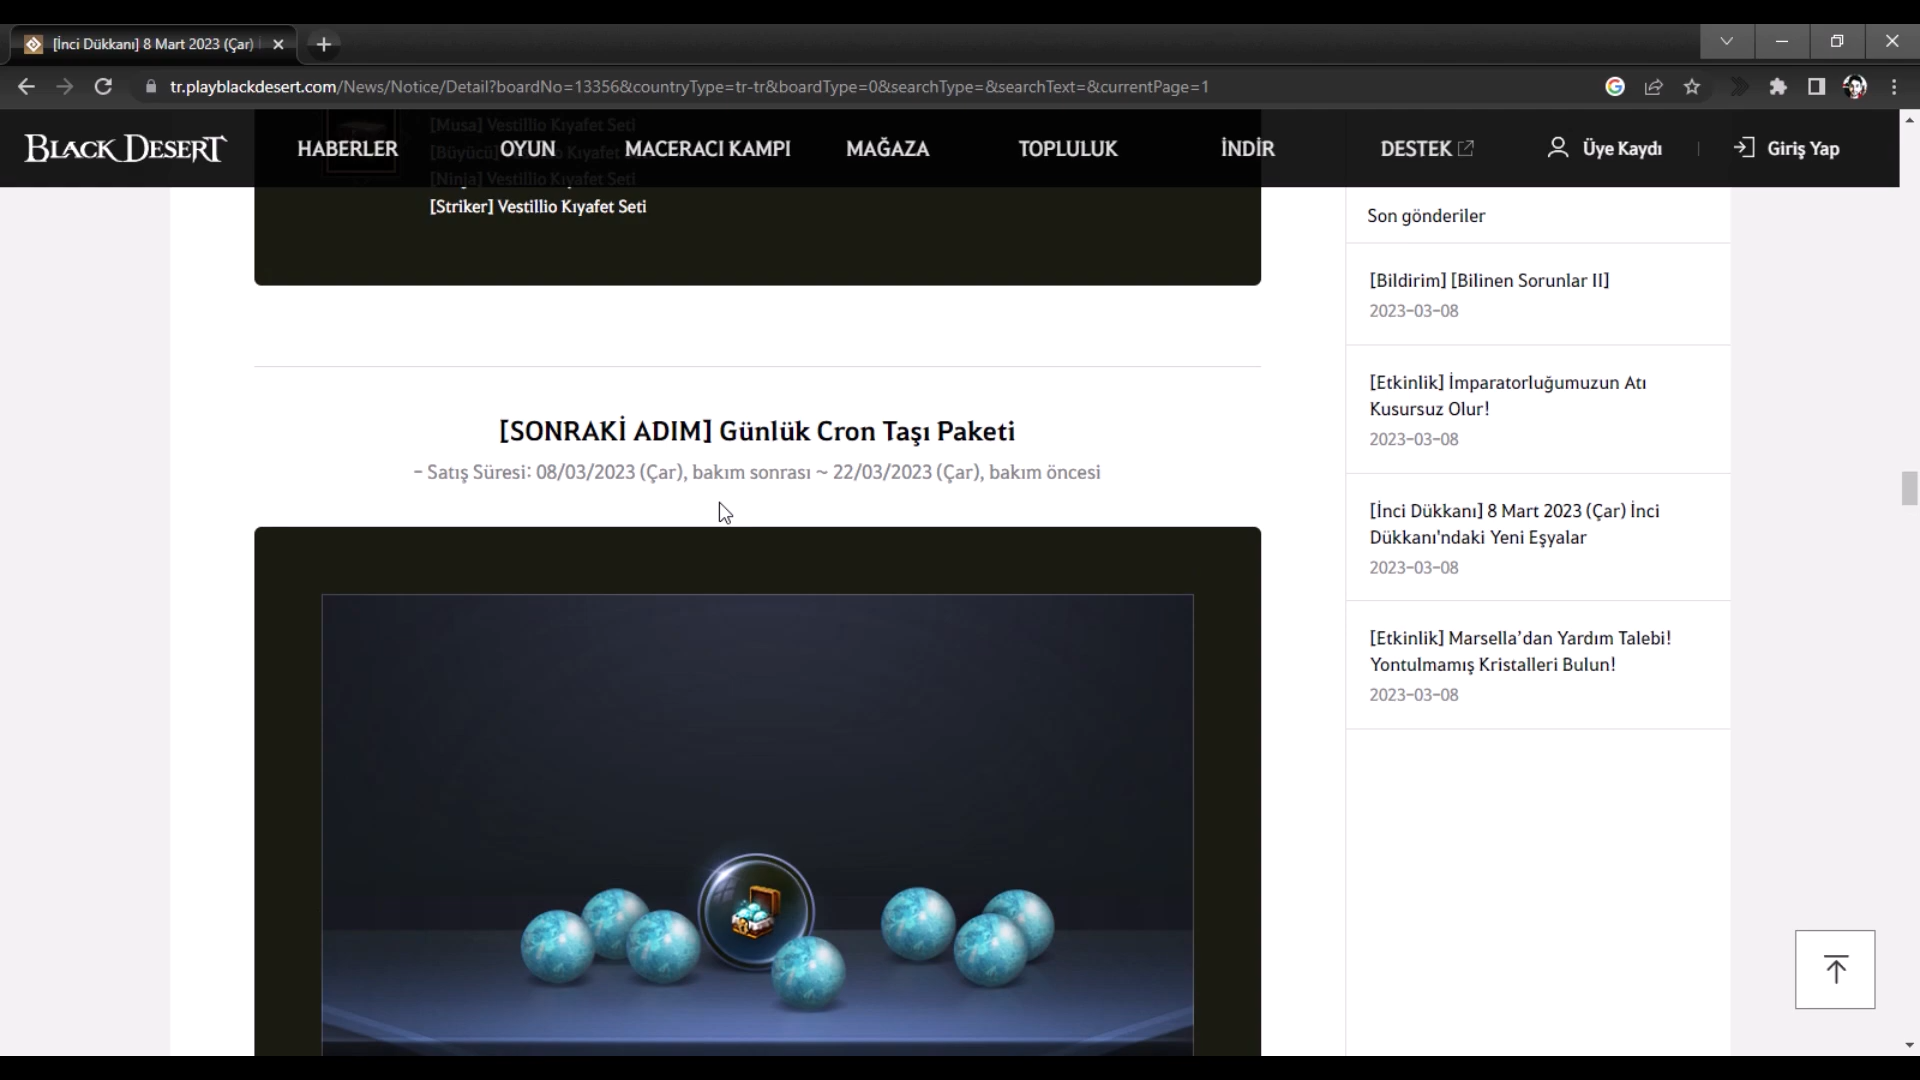 [İnci Dükkanı] 8 Mart 2023 (Çar)
tr.playblackdesert.com/News/Notice/Detail?boardNo=13356&countryType=tr-tr&boardType=0&searchType=&searchText=&currentPage=1
BLACK DESERT
HABERLER
OYUN
MACERACI KAMPI
MAĞAZA
TOPLULUK
İNDİR
DESTEK
Üye Kaydı
Giriş Yap
[Musa] Vestillio Kıyafet Seti
[Büyücü] Vestillio Kıyafet Seti
[Ninja] Vestillio Kıyafet Seti
[Striker] Vestillio Kıyafet Seti
[SONRAKİ ADIM] Günlük Cron Taşı Paketi
- Satış Süresi: 08/03/2023 (Çar), bakım sonrası ~ 22/03/2023 (Çar), bakım öncesi
Son gönderiler
[Bildirim] [Bilinen Sorunlar II]
2023-03-08
[Etkinlik] İmparatorluğumuzun Atı
Kusursuz Olur!
2023-03-08
[İnci Dükkanı] 8 Mart 2023 (Çar) İnci
Dükkanı'ndaki Yeni Eşyalar
2023-03-08
[Etkinlik] Marsella’dan Yardım Talebi!
Yontulmamış Kristalleri Bulun!
2023-03-08